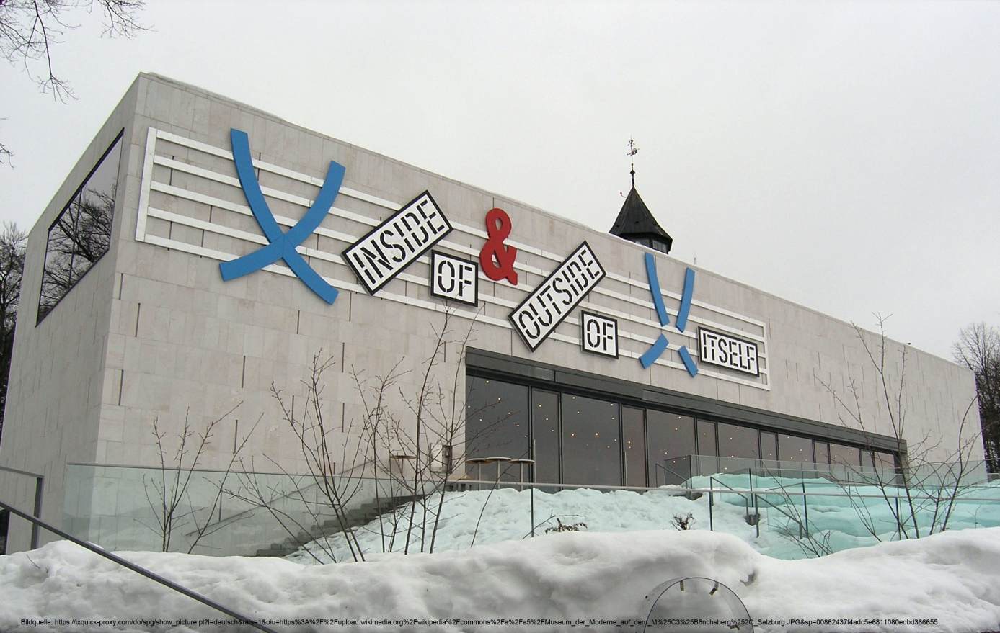 INSIDE
OF
&
OUTSIDE
OF
ITSELF
Bildquelle: https://ixquick-proxy.com/do/spg/show_picture.pl?l=deutsch&rais=1&oiu=https%3A%2F%2Fupload.wikimedia.org%2Fwikipedia%2Fcommons%2Fa%2Fa5%2FMuseum_der_Moderne_auf_dem_M%25C3%25B6nchsberg%252C_Salzburg.JPG&sp=00862437f4adc5e6811080edbd366655